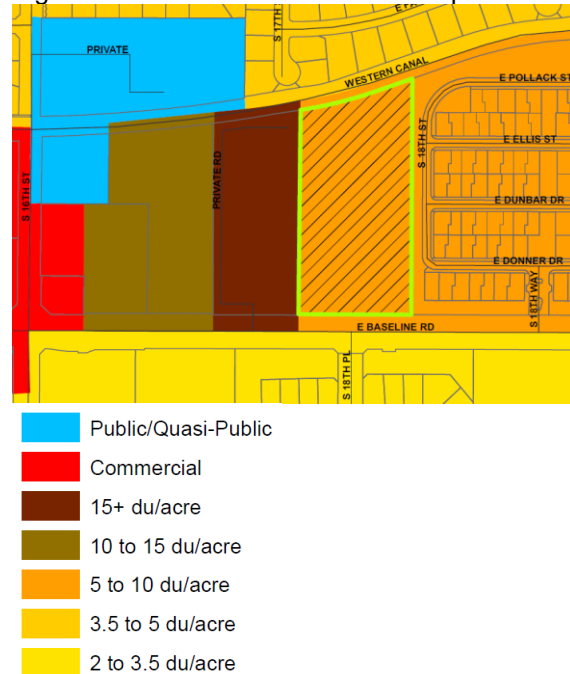 PRIVATE
S 17TH
E PA
WESTERN CANAL
E POLLACK ST
S 18TH ST
E ELLIS ST
PRIVATE RD
S 16TH ST
E DUNBAR DR
E DONNER DR
S 18TH WAY
E BASELINE RD
S 18TH PL
Public/Quasi-Public
Commercial
15+ du/acre
10 to 15 du/acre
5 to 10 du/acre
3.5 to 5 du/acre
2 to 3.5 du/acre